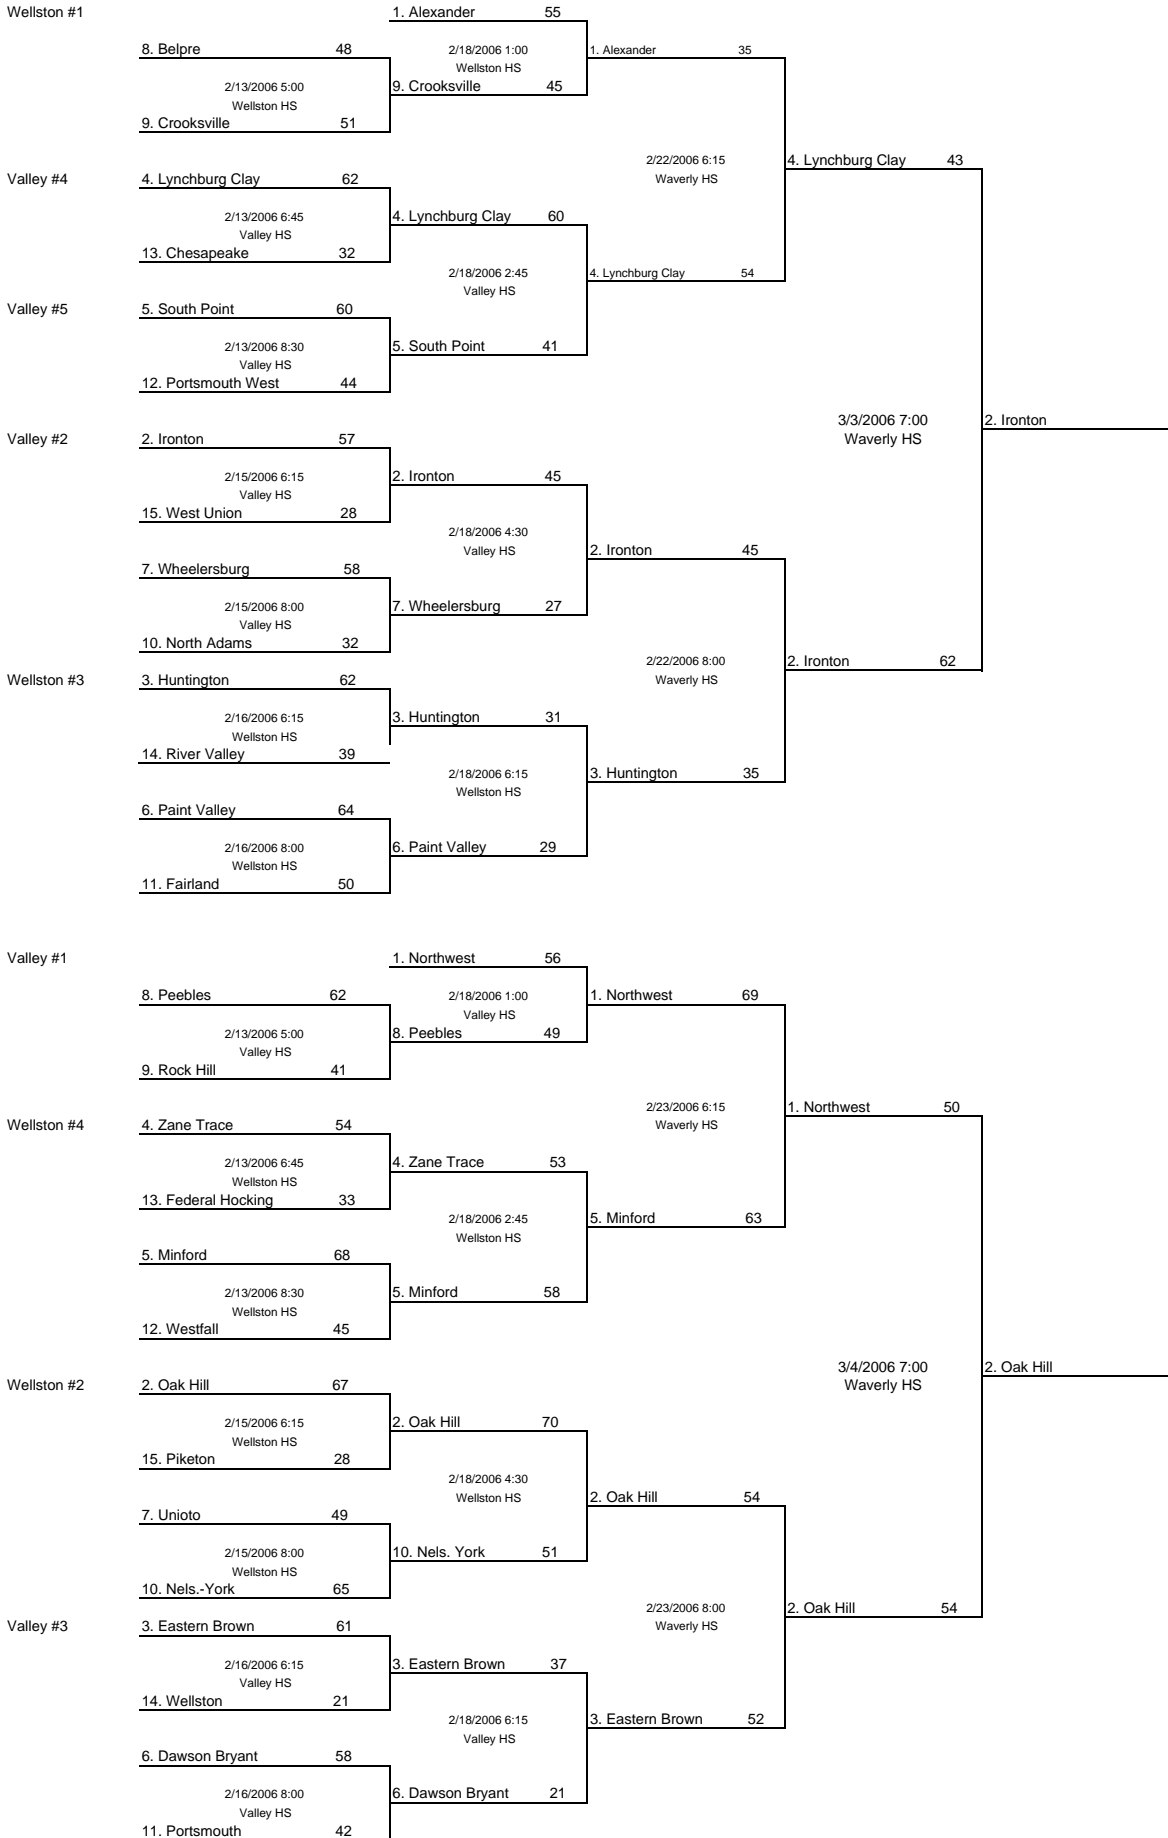 Wellston #1
1. Alexander 55
8. Belpre 48
2/18/2006 1:00
Wellston HS
1. Alexander 35
2/13/2006 5:00
Wellston HS
9. Crooksville 45
9. Crooksville 51
2/22/2006 6:15
Waverly HS
4. Lynchburg Clay 43
Valley #4
4. Lynchburg Clay 62
2/13/2006 6:45
Valley HS
4. Lynchburg Clay 60
13. Chesapeake 32
2/18/2006 2:45
Valley HS
4. Lynchburg Clay 54
Valley #5
5. South Point 60
2/13/2006 8:30
Valley HS
5. South Point 41
12. Portsmouth West 44
3/3/2006 7:00
Waverly HS
2. Ironton
Valley #2
2. Ironton 57
2/15/2006 6:15
Valley HS
2. Ironton 45
15. West Union 28
2/18/2006 4:30
Valley HS
2. Ironton 45
7. Wheelersburg 58
2/15/2006 8:00
Valley HS
7. Wheelersburg 27
10. North Adams 32
2/22/2006 8:00
Waverly HS
2. Ironton 62
Wellston #3
3. Huntington 62
2/16/2006 6:15
Wellston HS
3. Huntington 31
14. River Valley 39
2/18/2006 6:15
Wellston HS
3. Huntington 35
6. Paint Valley 64
2/16/2006 8:00
Wellston HS
6. Paint Valley 29
11. Fairland 50
Valley #1
1. Northwest 56
8. Peebles 62
2/18/2006 1:00
Valley HS
1. Northwest 69
2/13/2006 5:00
Valley HS
8. Peebles 49
9. Rock Hill 41
2/23/2006 6:15
Waverly HS
1. Northwest 50
Wellston #4
4. Zane Trace 54
2/13/2006 6:45
Wellston HS
4. Zane Trace 53
13. Federal Hocking 33
2/18/2006 2:45
Wellston HS
5. Minford 63
5. Minford 68
2/13/2006 8:30
Wellston HS
5. Minford 58
12. Westfall 45
3/4/2006 7:00
Waverly HS
2. Oak Hill
Wellston #2
2. Oak Hill 67
2/15/2006 6:15
Wellston HS
2. Oak Hill 70
15. Piketon 28
2/18/2006 4:30
Wellston HS
2. Oak Hill 54
7. Unioto 49
2/15/2006 8:00
Wellston HS
10. Nels. York 51
10. Nels.-York 65
2/23/2006 8:00
Waverly HS
2. Oak Hill 54
Valley #3
3. Eastern Brown 61
2/16/2006 6:15
Valley HS
3. Eastern Brown 37
14. Wellston 21
2/18/2006 6:15
Valley HS
3. Eastern Brown 52
6. Dawson Bryant 58
2/16/2006 8:00
Valley HS
6. Dawson Bryant 21
11. Portsmouth 42